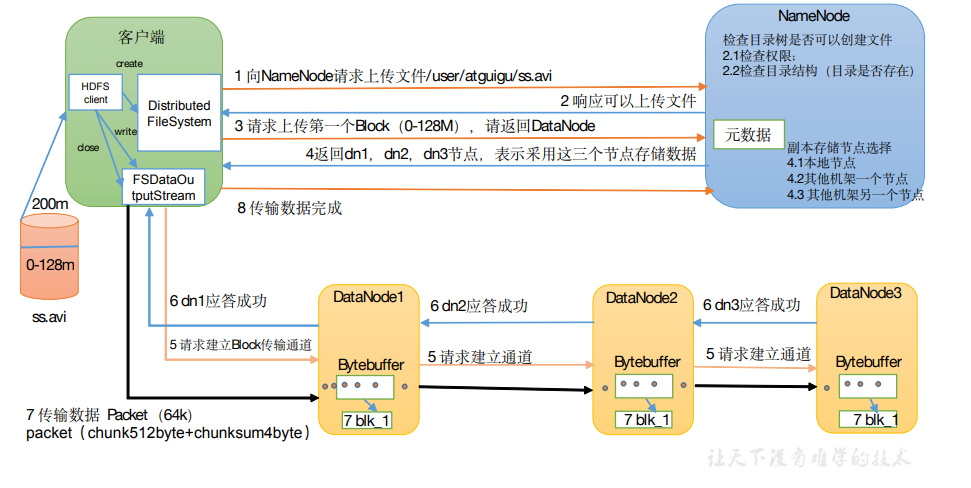 客户端
create
HDFS
client
Distributed
FileSystem
write
close
FSDataOu
tputStream
200m
0-128m
ss.avi
1 向NameNode请求上传文件/user/atguigu/ss.avi
2 响应可以上传文件
3 请求上传第一个Block（0-128M），请返回DataNode
4返回dn1，dn2，dn3节点，表示采用这三个节点存储数据
8 传输数据完成
NameNode
检查目录树是否可以创建文件
2.1检查权限；
2.2检查目录结构（目录是否存在）
元数据
副本存储节点选择
4.1本地节点
4.2其他机架一个节点
4.3 其他机架另一个节点
6 dn1应答成功
5 请求建立Block传输通道
DataNode1
Bytebuffer
7 blk_1
6 dn2应答成功
5 请求建立通道
DataNode2
Bytebuffer
7 blk_1
6 dn3应答成功
5 请求建立通道
DataNode3
Bytebuffer
7 blk_1
7 传输数据 Packet（64k）
packet（chunk512byte+chunksum4byte）
让天下没有难学的技术